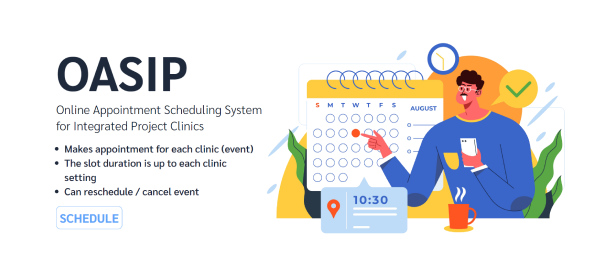 OASIP
Online Appointment Scheduling System
for Integrated Project Clinics
• Makes appointment for each clinic (event)
• The slot duration is up to each clinic
setting
• Can reschedule / cancel event
SCHEDULE
S M T W T F S
AUGUST
10:30